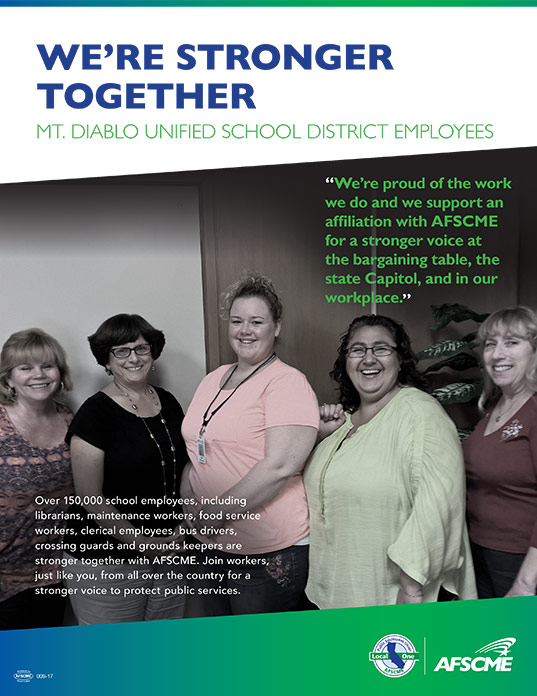 WE’RE STRONGER
TOGETHER
MT. DIABLO UNIFIED SCHOOL DISTRICT EMPLOYEES
“We’re proud of the work
we do and we support an
affiliation with AFSCME
for a stronger voice at
the bargaining table, the
state Capitol, and in our
workplace.”
Over 150,000 school employees, including
librarians, maintenance workers, food service
workers, clerical employees, bus drivers,
crossing guards and grounds keepers are
stronger together with AFSCME. Join workers,
just like you, from all over the country for a
stronger voice to protect public services.
Local One
AFSCME
AFSCME
AFSCME
009-17